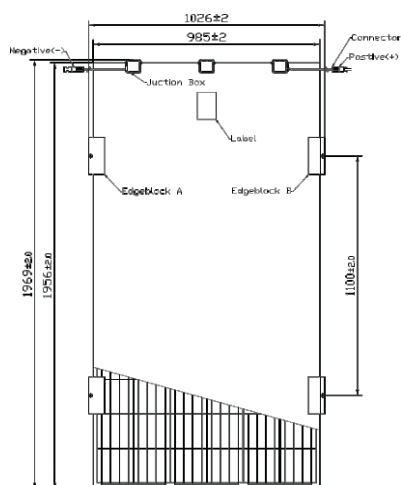 1026±2
985±2
Negative(-)
Connector
Positive(+)
Juction Box
Label
Edgeblock A
Edgeblock B
1969±2.0
1956±2.0
1100±2.0